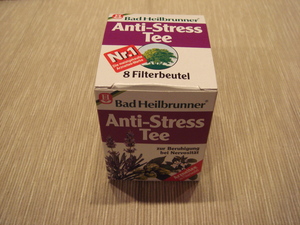 Bad Heilbrunner®
Anti-Stress
Tee
Nr.1
8 Filterbeutel
Bad Heilbrunner®
Anti-Stress
Tee
zur Beruhigung
bei Nervosität